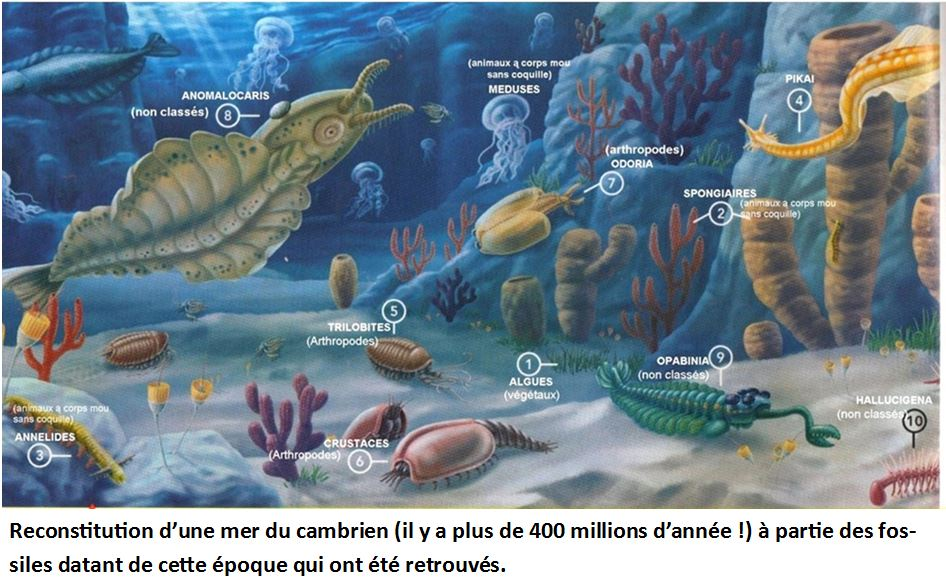 (animaux ą corps mou
sans coquille)
MEDUSES
ANOMALOCARIS
(non classés) 8
PIKAI
4
(arthropodes)
ODORIA
7
SPONGIAIRES
2 (animaux ą corps mou
sans coquille)
5
TRILOBITES
(Arthropodes)
1
ALGUES
(végétaux)
OPABINIA 9
(non classés)
HALLUCIGENA
(non classés)
10
(animaux ą corps mou
sans coquille)
ANNELIDES
3
CRUSTACES
(Arthropodes)
6
Reconstitution d’une mer du cambrien (il y a plus de 400 millions d’année !) à partie des fos-
siles datant de cette époque qui ont été retrouvés.